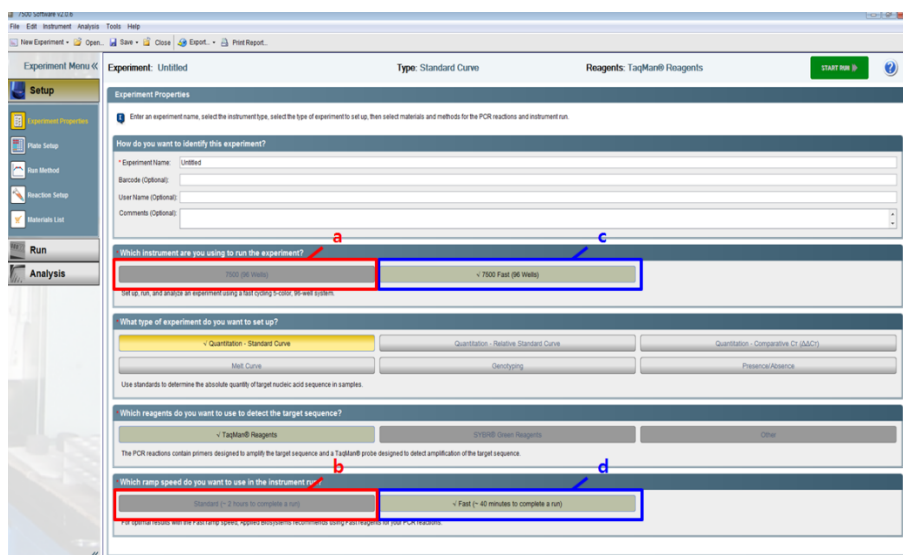 7500 Software v2.0.6
File Edit Instrument Analysis Tools Help
New Experiment Open... Save Close Export... Print Report...
Experiment Menu «
Experiment: Untitled Type: Standard Curve Reagents: TaqMan® Reagents START RUN
Setup
Experiment Properties
Plate Setup
Run Method
Reaction Setup
Materials List
Run
Analysis
Experiment Properties
Enter an experiment name, select the instrument type, select the type of experiment to set up, then select materials and methods for the PCR reactions and instrument run.
How do you want to identify this experiment?
* Experiment Name: Untitled
Barcode (Optional):
User Name (Optional):
Comments (Optional):
a
c
Which instrument are you using to run the experiment?
7500 (96 Wells) √ 7500 Fast (96 Wells)
Set up, run, and analyze an experiment using a fast cycling 5-color, 96-well system.
What type of experiment do you want to set up?
√ Quantitation - Standard Curve Quantitation - Relative Standard Curve Quantitation - Comparative CT (ΔΔCT)
Melt Curve Genotyping Presence/Absence
Use standards to determine the absolute quantity of target nucleic acid sequence in samples.
Which reagents do you want to use to detect the target sequence?
√ TaqMan® Reagents SYBR® Green Reagents Other
The PCR reactions contain primers designed to amplify the target sequence and a TaqMan® probe designed to detect amplification of the target sequence.
b
d
Which ramp speed do you want to use in the instrument run?
Standard (~ 2 hours to complete a run) √ Fast (~ 40 minutes to complete a run)
For optimal results with the Fast ramp speed, Applied Biosystems recommends using Fast reagents for your PCR reactions.
«